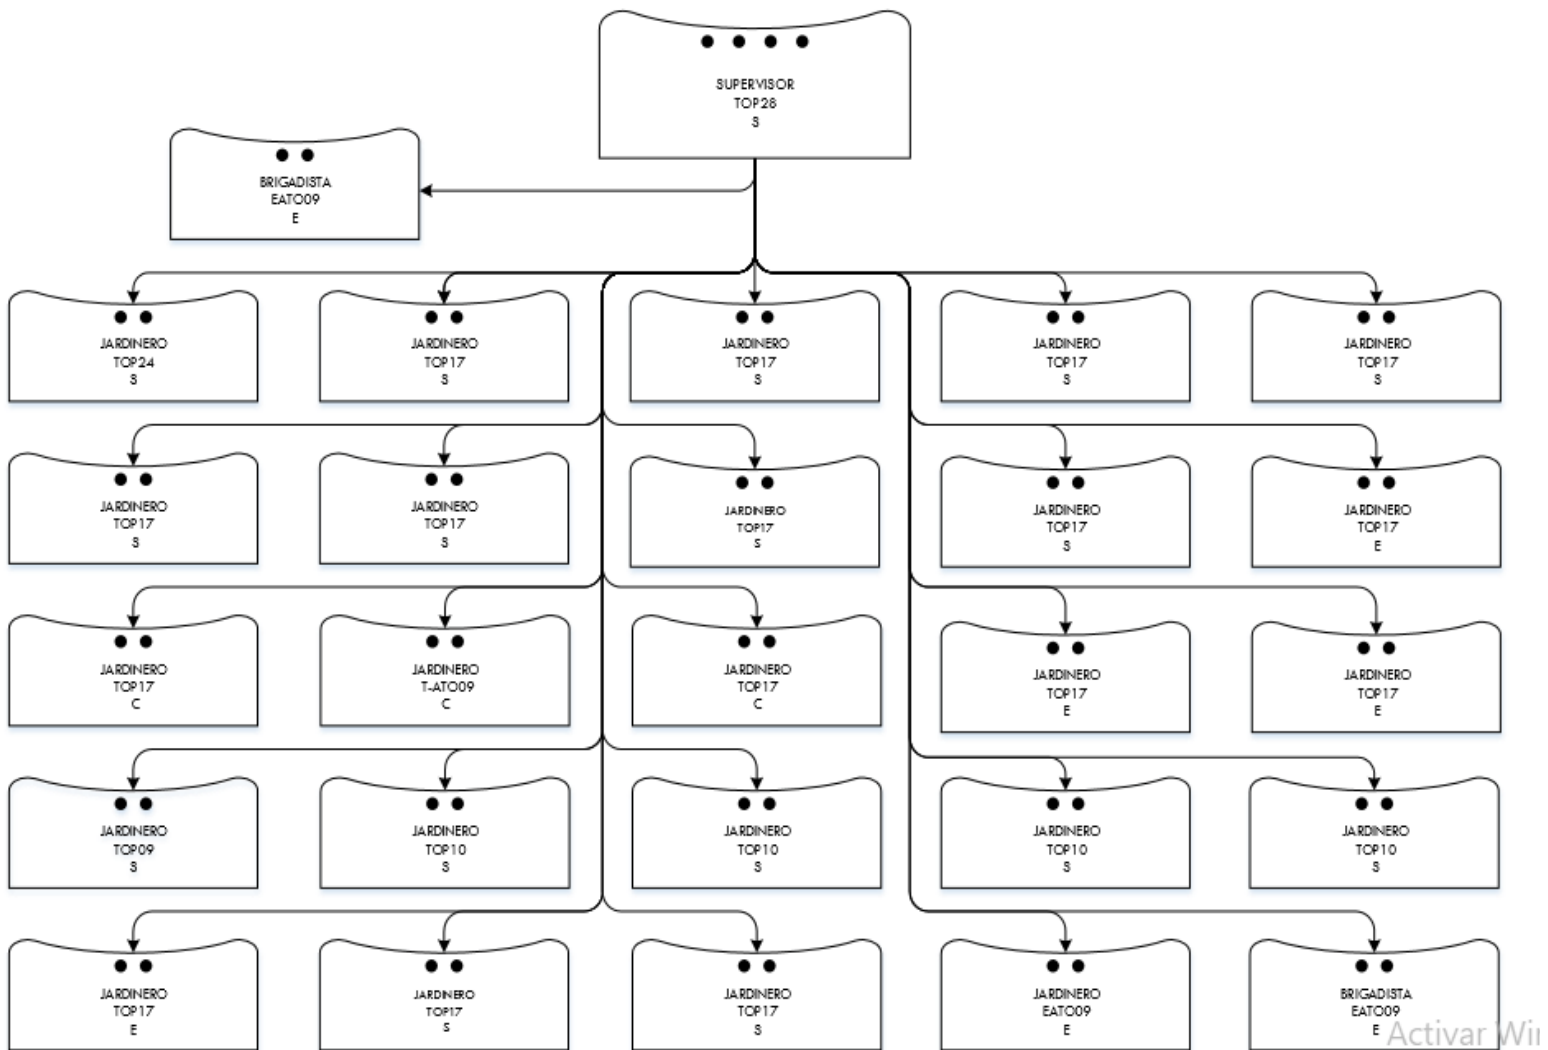 SUPERVISOR
TOP28
S
BRIGADISTA
EATO09
E
JARDINERO
TOP24
S
JARDINERO
TOP17
S
JARDINERO
TOP17
S
JARDINERO
TOP17
S
JARDINERO
TOP17
S
JARDINERO
TOP17
S
JARDINERO
TOP17
S
JARDINERO
TOP17
S
JARDINERO
TOP17
S
JARDINERO
TOP17
E
JARDINERO
TOP17
C
JARDINERO
T-ATO09
C
JARDINERO
TOP17
C
JARDINERO
TOP17
E
JARDINERO
TOP17
E
JARDINERO
TOP09
S
JARDINERO
TOP10
S
JARDINERO
TOP10
S
JARDINERO
TOP10
S
JARDINERO
TOP10
S
JARDINERO
TOP17
E
JARDINERO
TOP17
S
JARDINERO
TOP17
S
JARDINERO
EATO09
E
BRIGADISTA
EATO09
E
Activar Wi